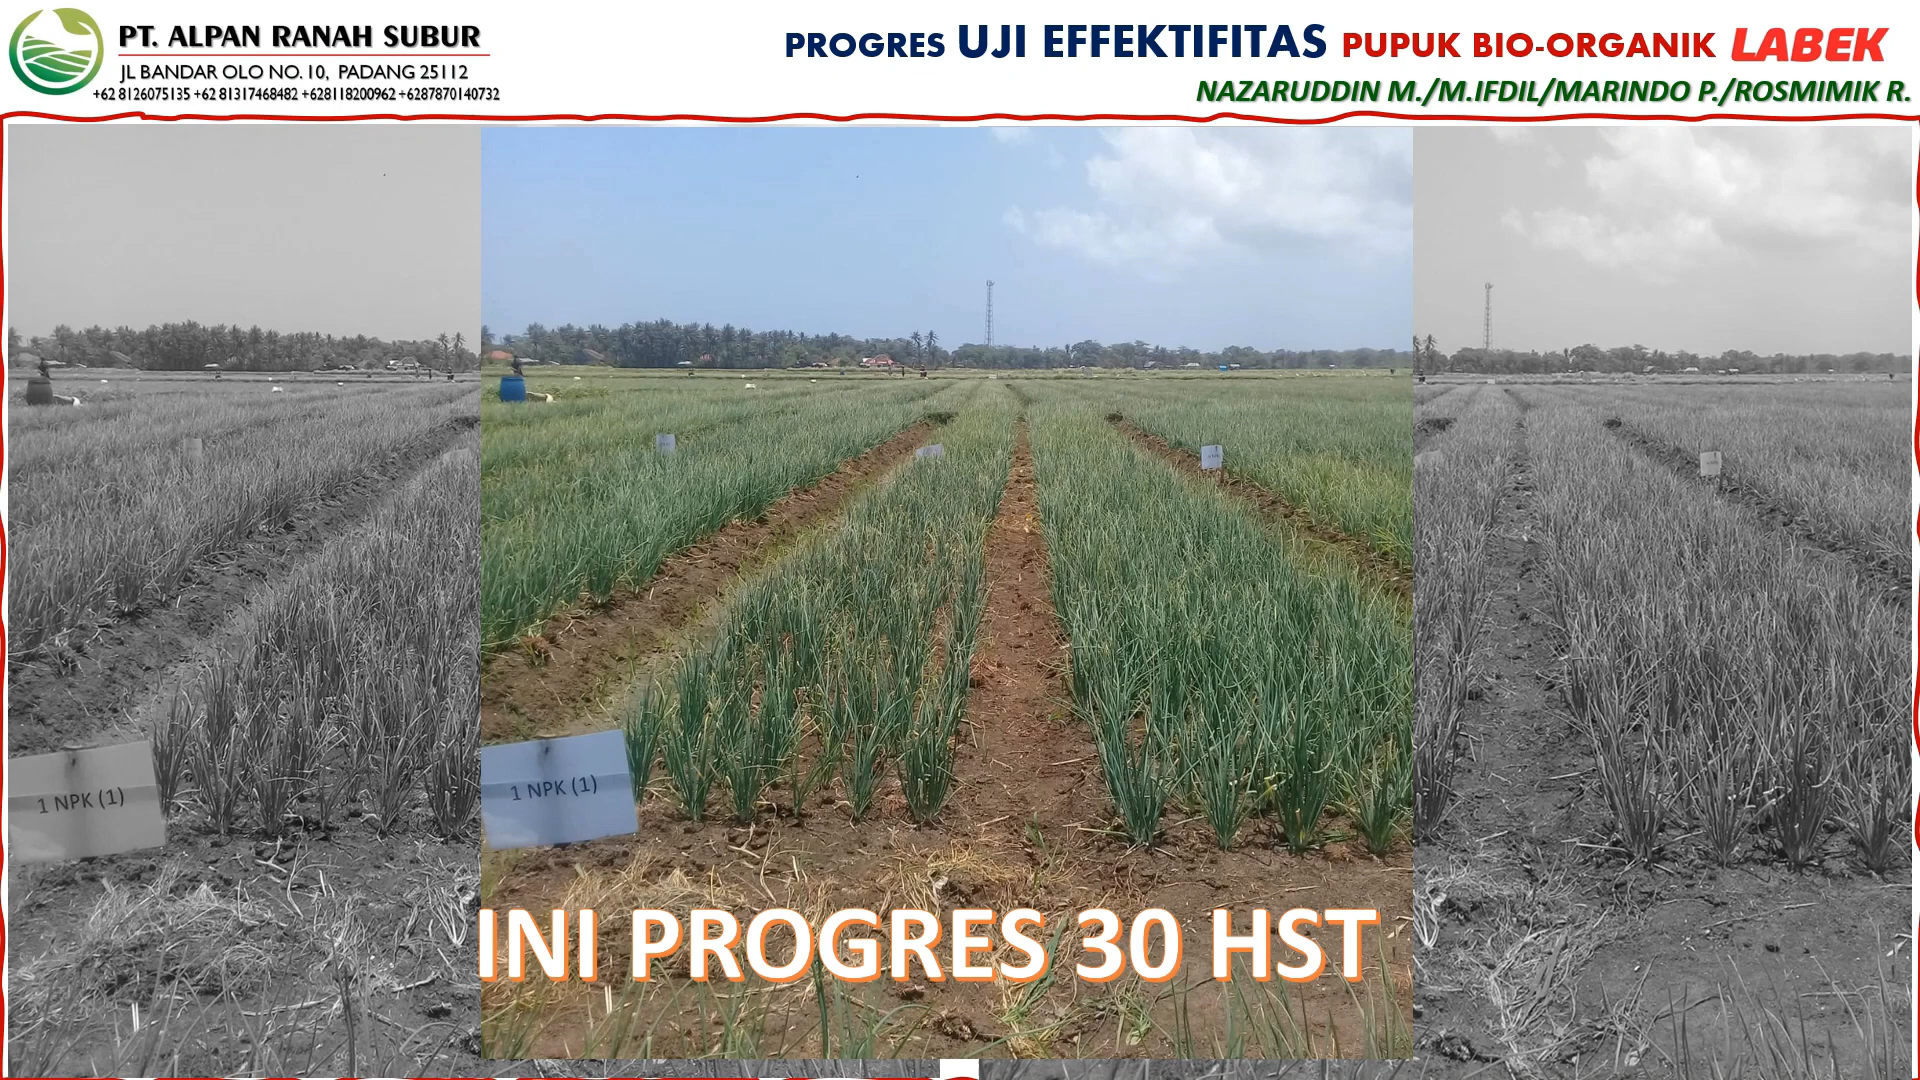 PT. ALPAN RANAH SUBUR
JL BANDAR OLO NO. 10, PADANG 25112
+62 8126075135 +62 81317468482 +628118200962 +6287870140732
PROGRES UJI EFFEKTIFITAS PUPUK BIO-ORGANIK LABEK
NAZARUDDIN M./M.IFDIL/MARINDO P./ROSMIMIK R.
1 NPK (1)
1 NPK (1)
INI PROGRES 30 HST